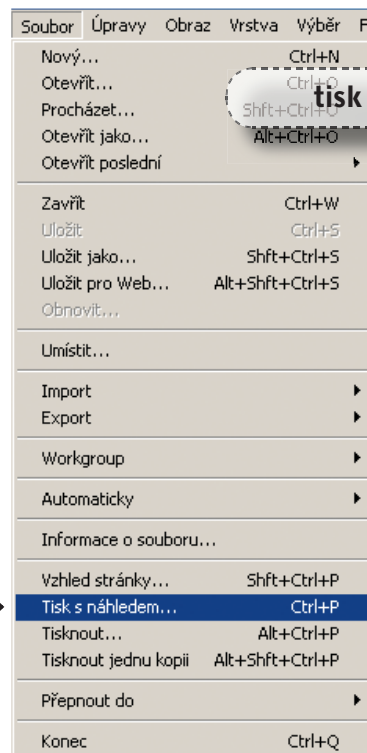 Soubor Úpravy Obraz Vrstva Výběr F
Nový... Ctrl+N
Otevřít... Ctrl+O
tisk
Procházet... Shft+Ctrl+O
Otevřít jako... Alt+Ctrl+O
Otevřít poslední
Zavřít Ctrl+W
Uložit Ctrl+S
Uložit jako... Shft+Ctrl+S
Uložit pro Web... Alt+Shft+Ctrl+S
Obnovit...
Umístit...
Import
Export
Workgroup
Automaticky
Informace o souboru...
Vzhled stránky... Shft+Ctrl+P
Tisk s náhledem... Ctrl+P
Tisknout... Alt+Ctrl+P
Tisknout jednu kopii Alt+Shft+Ctrl+P
Přepnout do
Konec Ctrl+Q